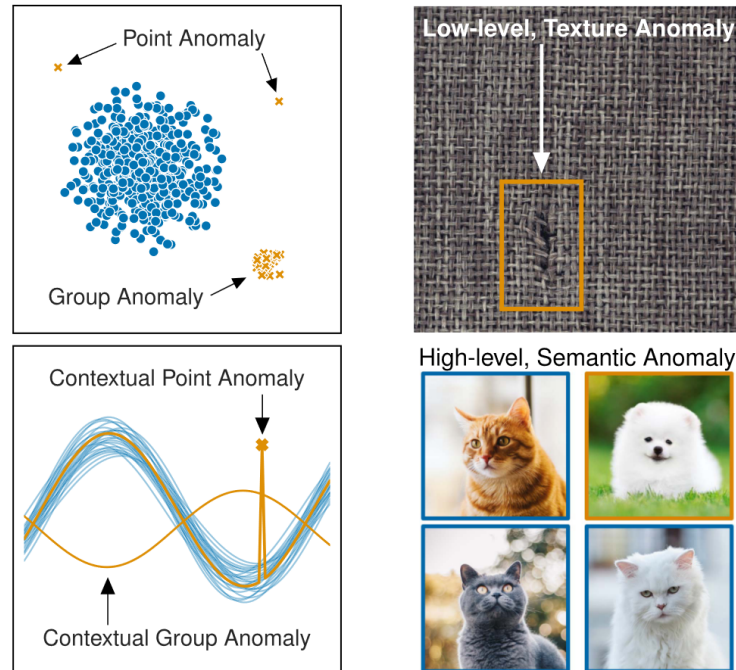 Point Anomaly
Group Anomaly
Low-level, Texture Anomaly
Contextual Point Anomaly
Contextual Group Anomaly
High-level, Semantic Anomaly